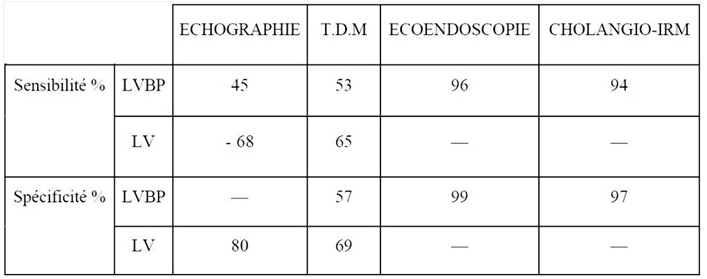 ECHOGRAPHIE T.D.M ECOENDOSCOPIE CHOLANGIO-IRM
Sensibilité % LVBP 45 53 96 94
LV - 68 65 — —
Spécificité % LVBP — 57 99 97
LV 80 69 — —